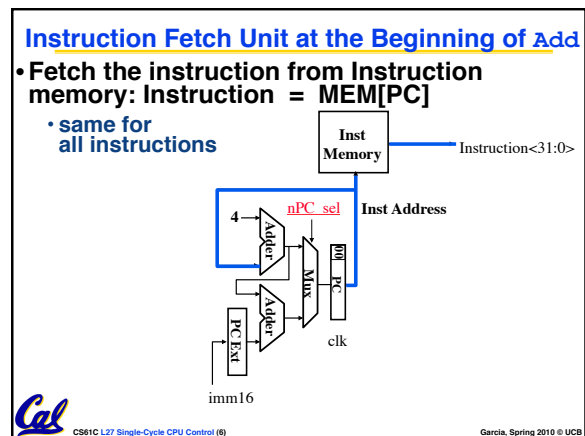 Instruction Fetch Unit at the Beginning of Add
• Fetch the instruction from Instruction
memory: Instruction = MEM[PC]
• same for
all instructions
Inst
Memory
Instruction<31:0>
nPC_sel
Inst Address
4
Adder
Mux
00
PC
Adder
PC Ext
clk
imm16
Cal
CS61C L27 Single-Cycle CPU Control (6)
Garcia, Spring 2010 © UCB